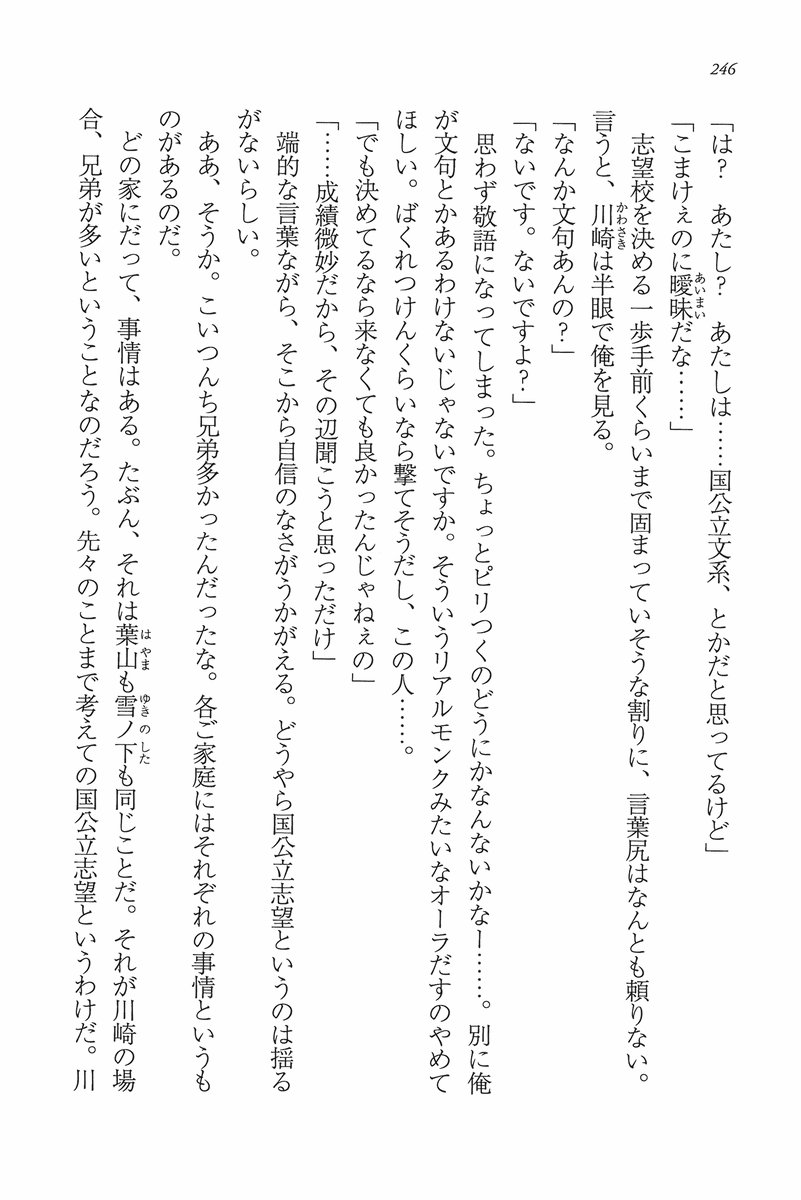 246
「は？　あたし？　あたしは……国公立文系、とかだと思ってるけど」
「こまけぇのに曖昧だな……」
　志望校を決める一歩手前くらいまで固まっていそうな割りに、言葉尻はなんとも頼りない。
言うと、川崎は半眼で俺を見る。
「なんか文句あんの？」
「ないです。ないですよ？」
　思わず敬語になってしまった。ちょっとピリつくのどうにかなんないかなー……。別に俺
が文句とかあるわけないじゃないですか。そういうリアルモンクみたいなオーラだすのやめて
ほしい。ばくれつけんくらいなら撃てそうだし、この人……。
「でも決めてるなら来なくても良かったんじゃねぇの」
「……成績微妙だから、その辺聞こうと思っただけ」
　端的な言葉ながら、そこから自信のなさがうかがえる。どうやら国公立志望というのは揺る
がないらしい。
　ああ、そうか。こいつんち兄弟多かったんだったな。各ご家庭にはそれぞれの事情というも
のがあるのだ。
　どの家にだって、事情はある。たぶん、それは葉山も雪ノ下も同じことだ。それが川崎の場
合、兄弟が多いということなのだろう。先々のことまで考えての国公立志望というわけだ。川